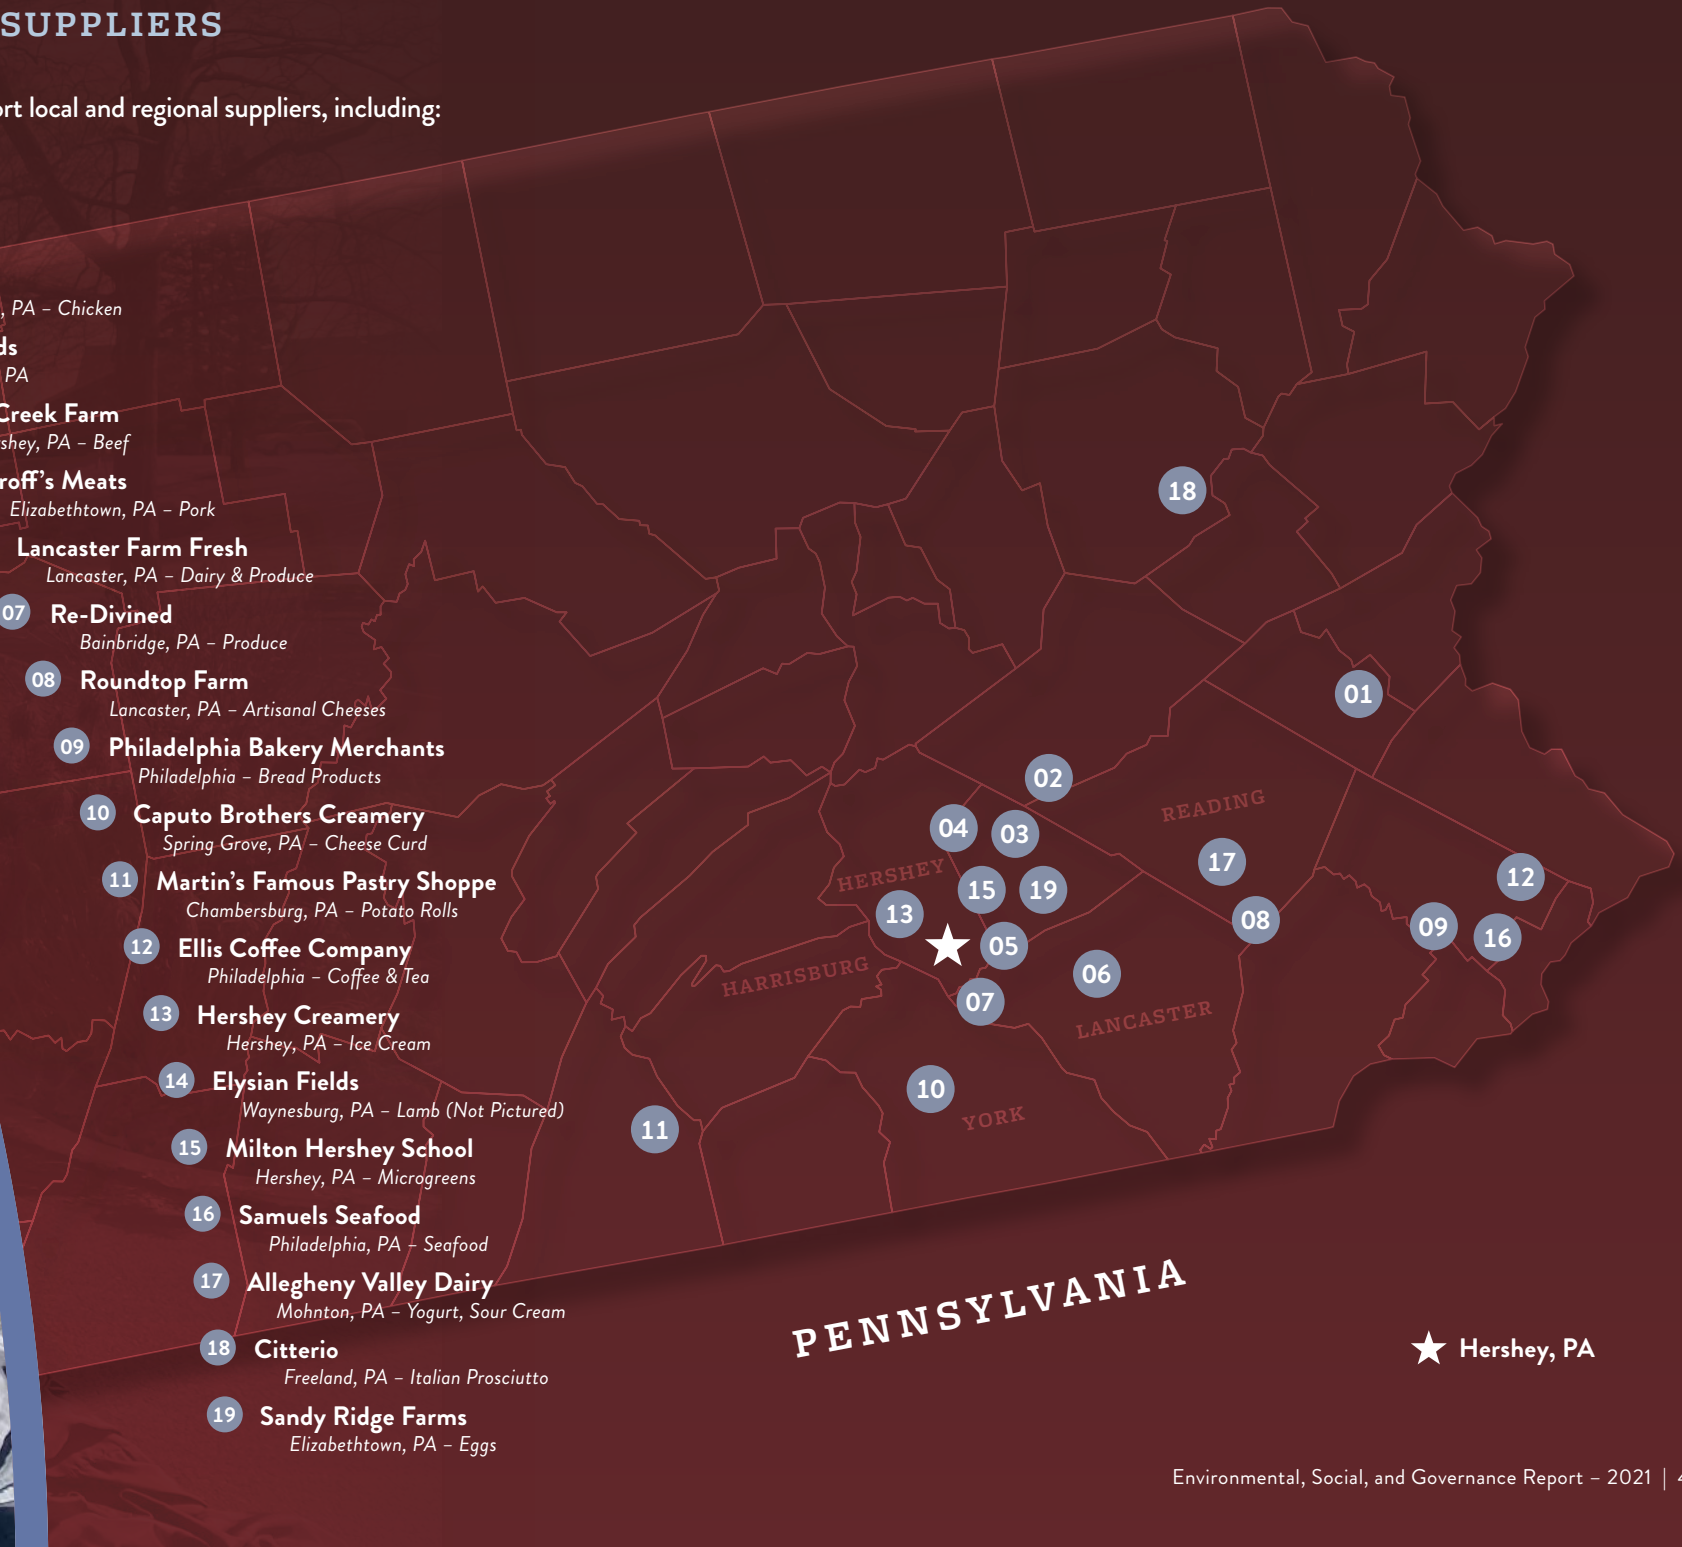 SUPPLIERS
ort local and regional suppliers, including:
, PA – Chicken
ds
PA
Creek Farm
shey, PA – Beef
roff’s Meats
Elizabethtown, PA – Pork
Lancaster Farm Fresh
Lancaster, PA – Dairy & Produce
07 Re-Divined
Bainbridge, PA – Produce
08 Roundtop Farm
Lancaster, PA – Artisanal Cheeses
09 Philadelphia Bakery Merchants
Philadelphia – Bread Products
10 Caputo Brothers Creamery
Spring Grove, PA – Cheese Curd
11 Martin’s Famous Pastry Shoppe
Chambersburg, PA – Potato Rolls
12 Ellis Coffee Company
Philadelphia – Coffee & Tea
13 Hershey Creamery
Hershey, PA – Ice Cream
14 Elysian Fields
Waynesburg, PA – Lamb (Not Pictured)
15 Milton Hershey School
Hershey, PA – Microgreens
16 Samuels Seafood
Philadelphia, PA – Seafood
17 Allegheny Valley Dairy
Mohnton, PA – Yogurt, Sour Cream
18 Citterio
Freeland, PA – Italian Prosciutto
19 Sandy Ridge Farms
Elizabethtown, PA – Eggs
18
01
02
READING
04
03
HERSHEY
17
15
19
12
13
08
09
16
05
HARRISBURG
06
07
LANCASTER
10
YORK
11
PENNSYLVANIA
Hershey, PA
Environmental, Social, and Governance Report – 2021 | 4